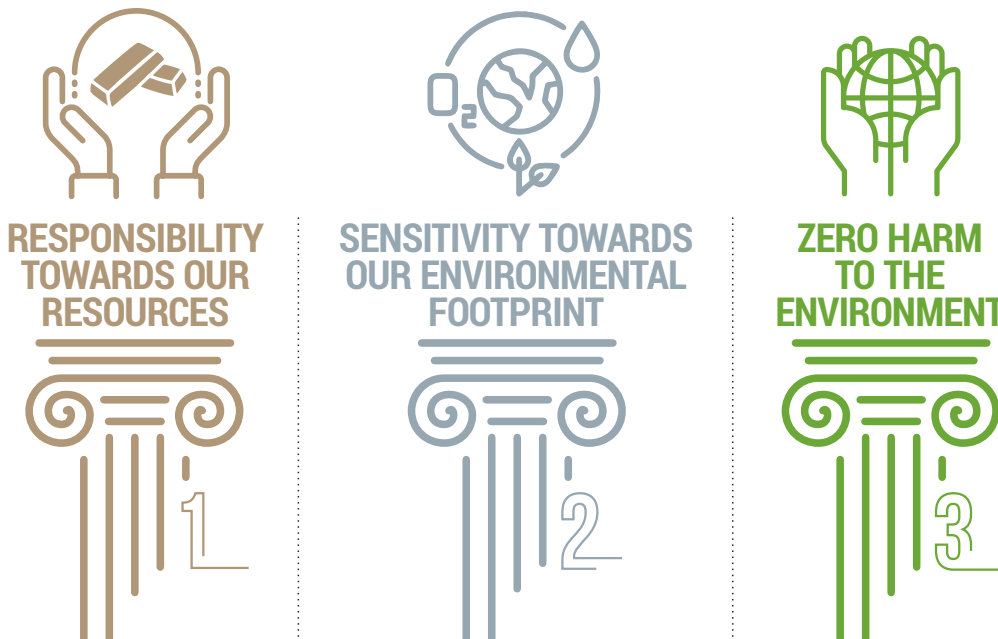 O2
RESPONSIBILITY
TOWARDS OUR
RESOURCES
1
SENSITIVITY TOWARDS
OUR ENVIRONMENTAL
FOOTPRINT
2
ZERO HARM
TO THE
ENVIRONMENT
3